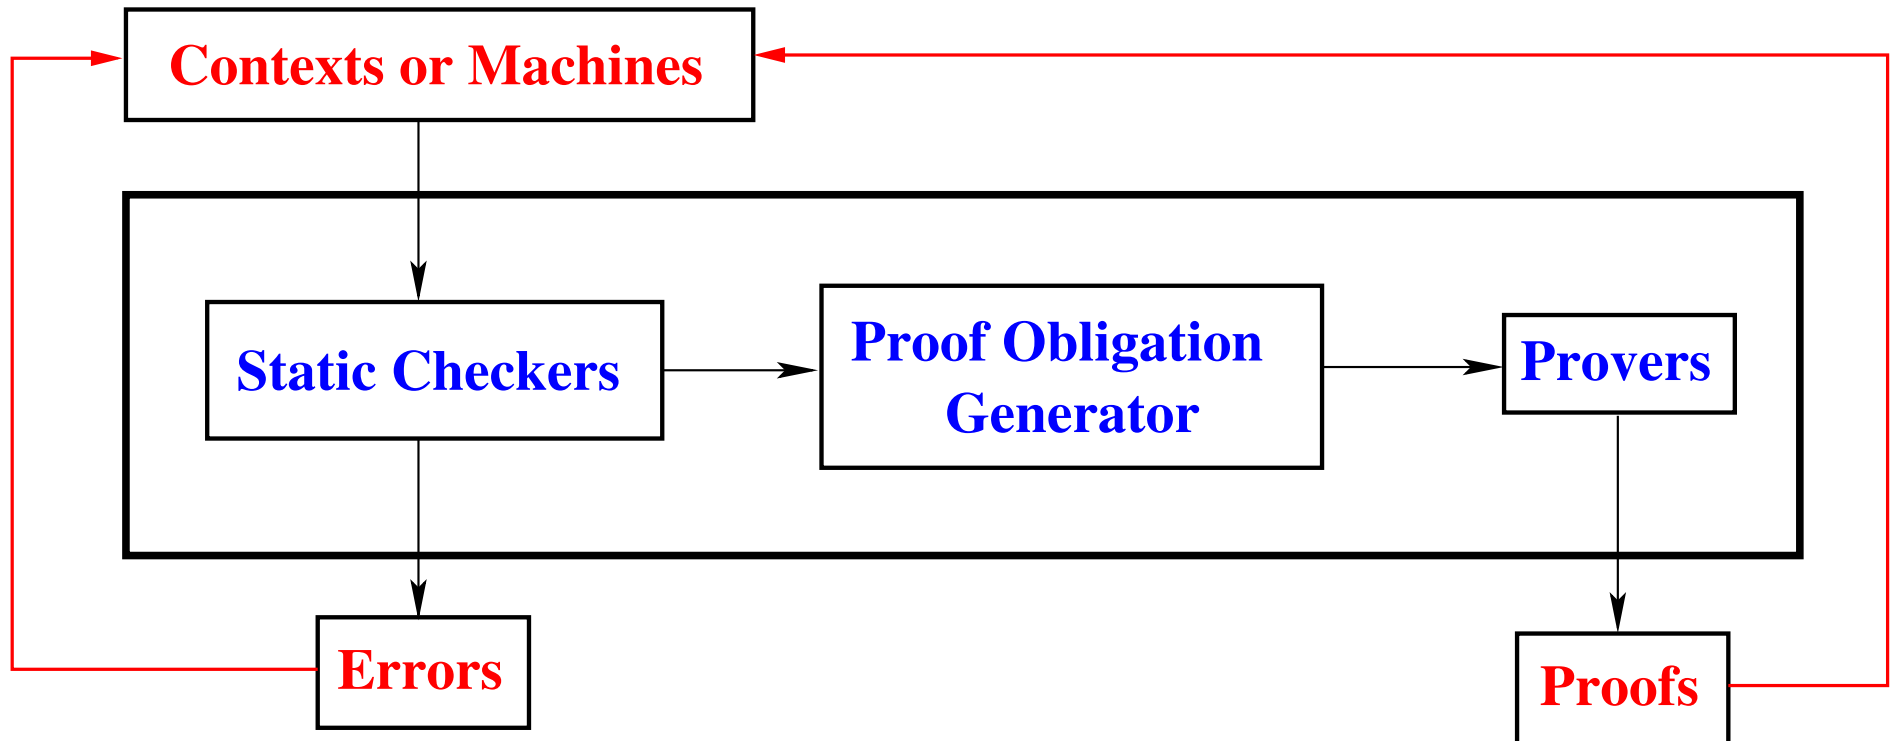 Contexts or Machines
Static Checkers
Proof Obligation
Generator
Provers
Errors
Proofs